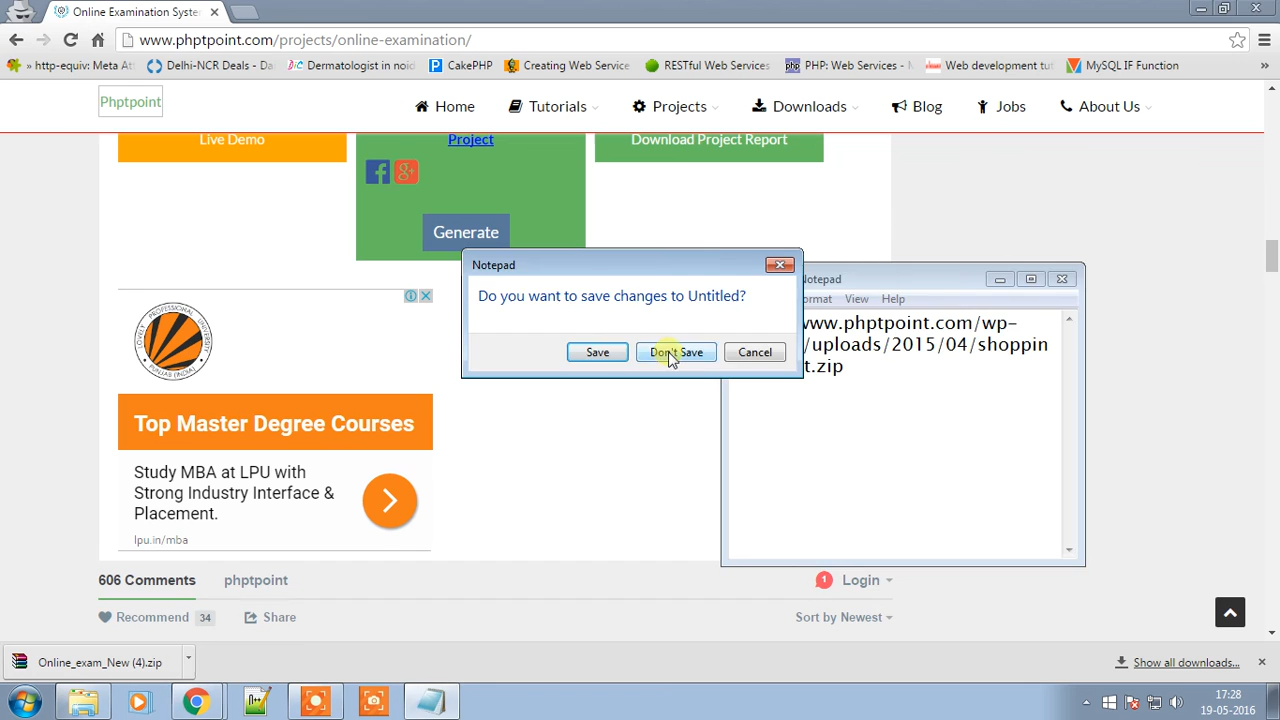 Online Examination Syste
www.phptpoint.com/projects/online-examination/
» http-equiv: Meta At
Delhi-NCR Deals - Da
Dermatologist in noid
CakePHP
Creating Web Service
RESTful Web Services
PHP: Web Services -
Web development tut
MySQL IF Function
»
Phptpoint
Home
Tutorials
Projects
Downloads
Blog
Jobs
About Us
Live Demo
Project
Download Project Report
Generate
Notepad
Do you want to save changes to Untitled?
Save
Don't Save
Cancel
Notepad
ormat View Help
www.phptpoint.com/wp-
/uploads/2015/04/shoppin
t.zip
Top Master Degree Courses
Study MBA at LPU with
Strong Industry Interface &
Placement.
lpu.in/mba
606 Comments
phptpoint
1
Login
Recommend 34
Share
Sort by Newest
Online_exam_New (4).zip
Show all downloads...
17:28
19-05-2016